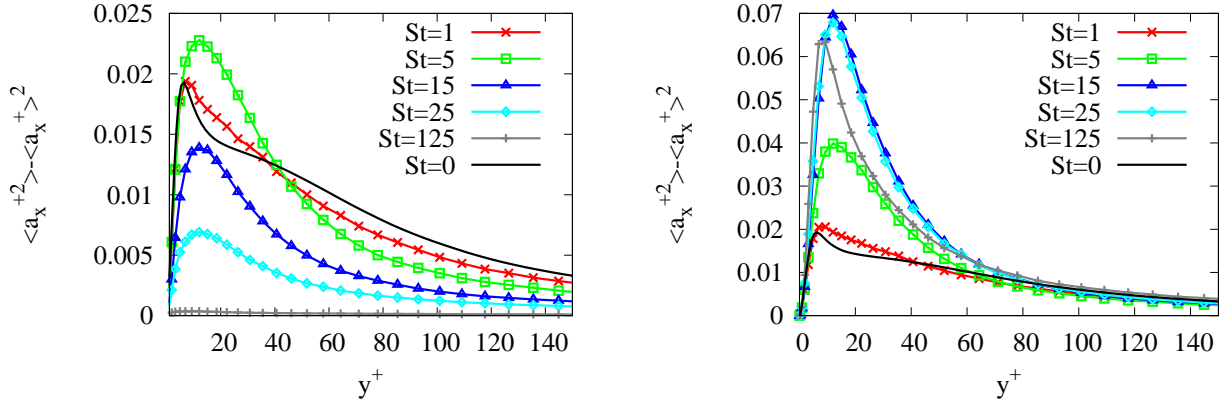 <a_x^{+2}>-<a_x^+>^2
0.025
0.02
0.015
0.01
0.005
0
20 40 60 80 100 120 140
y^+
St=1
St=5
St=15
St=25
St=125
St=0
<a_x^{+2}>-<a_x^+>^2
0.07
0.06
0.05
0.04
0.03
0.02
0.01
0
0 20 40 60 80 100 120 140
y^+
St=1
St=5
St=15
St=25
St=125
St=0